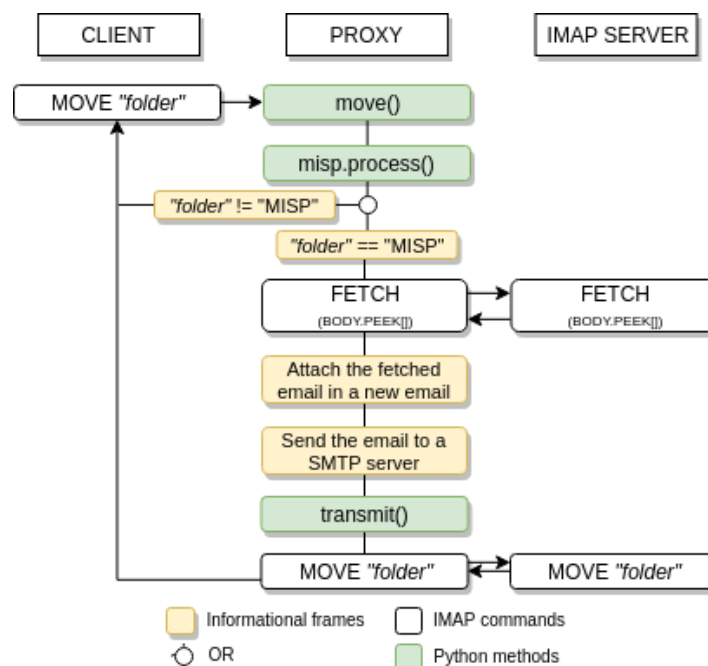 CLIENT
PROXY
IMAP SERVER
MOVE "folder"
move()
misp.process()
"folder" != "MISP"
"folder" == "MISP"
FETCH
(BODY.PEEK[])
FETCH
(BODY.PEEK[])
Attach the fetched
email in a new email
Send the email to a
SMTP server
transmit()
MOVE "folder"
MOVE "folder"
Informational frames
IMAP commands
OR
Python methods